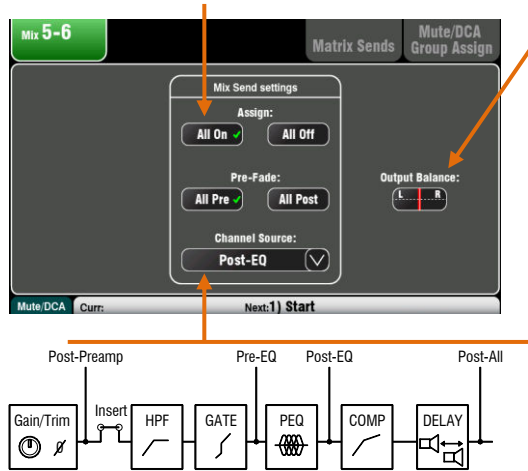 Mix 5-6
Matrix Sends
Mute/DCA
Group Assign
Mix Send settings
Assign:
All On
All Off
Pre-Fade:
All Pre
All Post
Output Balance:
L R
Channel Source:
Post-EQ
Mute/DCA Curr: Next:1) Start
Post-Preamp Pre-EQ Post-EQ Post-All
Gain/Trim Insert HPF GATE PEQ COMP DELAY